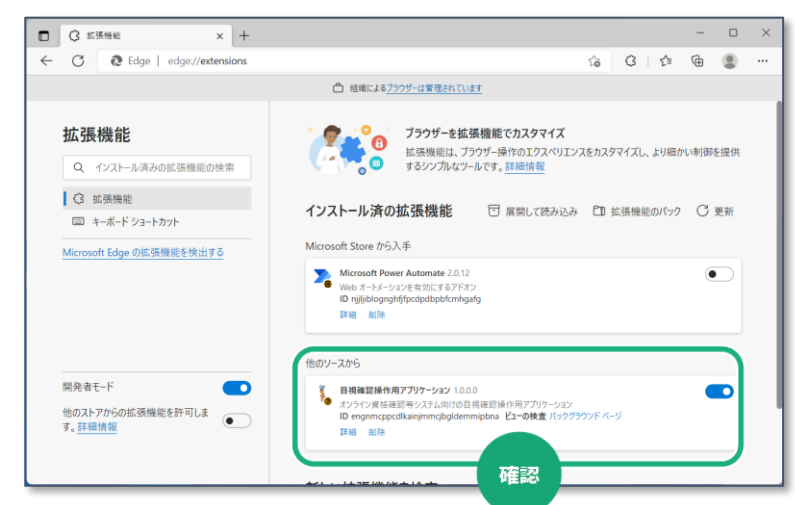 拡張機能
Edge | edge://extensions
組織によるブラウザーは管理されています
拡張機能
インストール済みの拡張機能の検索
拡張機能
キーボード ショートカット
Microsoft Edge の拡張機能を検出する
開発者モード
他のストアからの拡張機能を許可しま
す。詳細情報
ブラウザーを拡張機能でカスタマイズ
拡張機能は、ブラウザー操作のエクスペリエンスをカスタマイズし、より細かい制御を提供
するシンプルなツールです。詳細情報
インストール済の拡張機能
展開して読み込み
拡張機能のパック
更新
Microsoft Store から入手
Microsoft Power Automate 2.0.12
Web オートメーションを有効にするアドオン
ID njjljiblognghfjfpcdpdbpbfcmhgafg
詳細 削除
他のソースから
目視確認操作用アプリケーション 1.0.0.0
オンライン資格確認等システム向けの目視確認操作用アプリケーション
ID engnmcppcdlkainjmmcjbgldemmipbna ビューの検査 バックグラウンド ページ
詳細 削除
確認